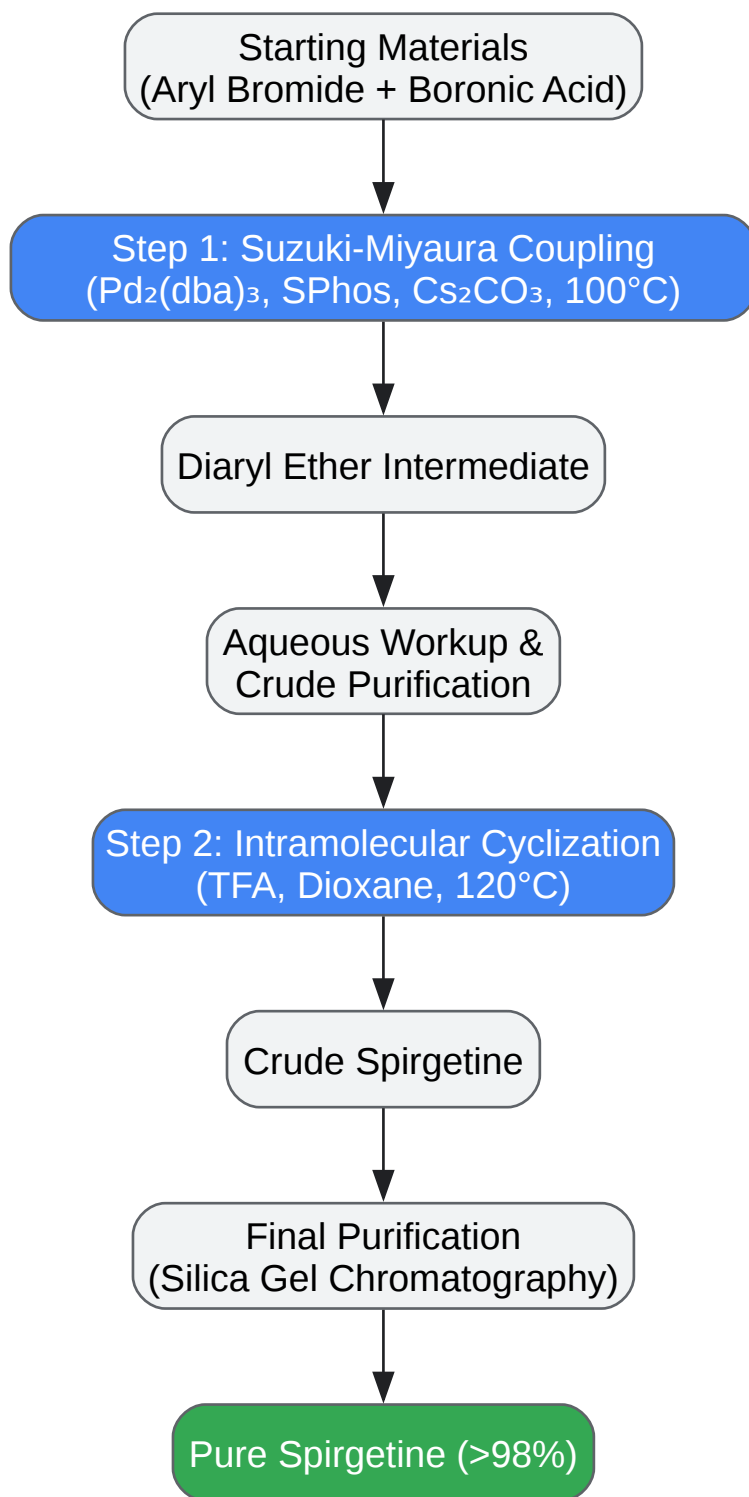 Starting Materials
(Aryl Bromide + Boronic Acid)
Step 1: Suzuki-Miyaura Coupling
(Pd₂(dba)₃, SPhos, Cs₂CO₃, 100°C)
Diaryl Ether Intermediate
Aqueous Workup &
Crude Purification
Step 2: Intramolecular Cyclization
(TFA, Dioxane, 120°C)
Crude Spirgetine
Final Purification
(Silica Gel Chromatography)
Pure Spirgetine (>98%)